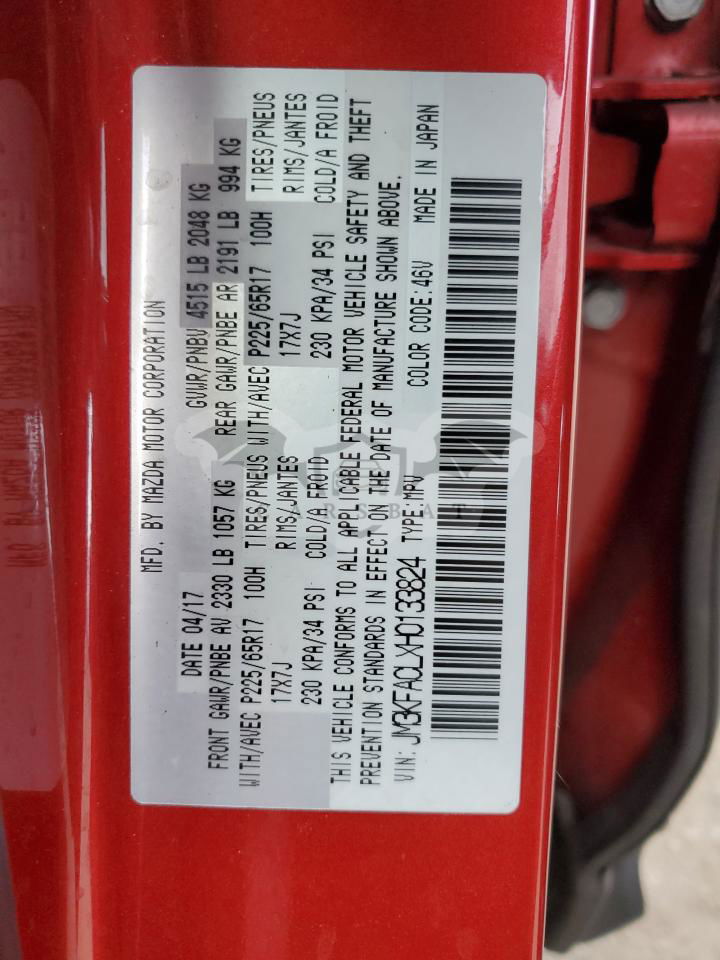 MFD. BY MAZDA MOTOR CORPORATION
DATE 04/17 GVWR/PNBV 4515 LB 2048 KG
FRONT GAWR/PNBE AV 2330 LB 1057 KG REAR GAWR/PNBE AR 2191 LB 994 KG
WITH/AVEC P225/65R17 100H TIRES/PNEUS WITH/AVEC P225/65R17 100H TIRES/PNEUS
17X7J RIMS/JANTES 17X7J RIMS/JANTES
230 KPA/34 PSI COLD/A FROID 230 KPA/34 PSI COLD/A FROID
THIS VEHICLE CONFORMS TO ALL APPLICABLE FEDERAL MOTOR VEHICLE SAFETY AND THEFT
PREVENTION STANDARDS IN EFFECT ON THE DATE OF MANUFACTURE SHOWN ABOVE.
VIN: JM3KFACLXH0133824 TYPE:MPV COLOR CODE:46V MADE IN JAPAN
ARSBAT